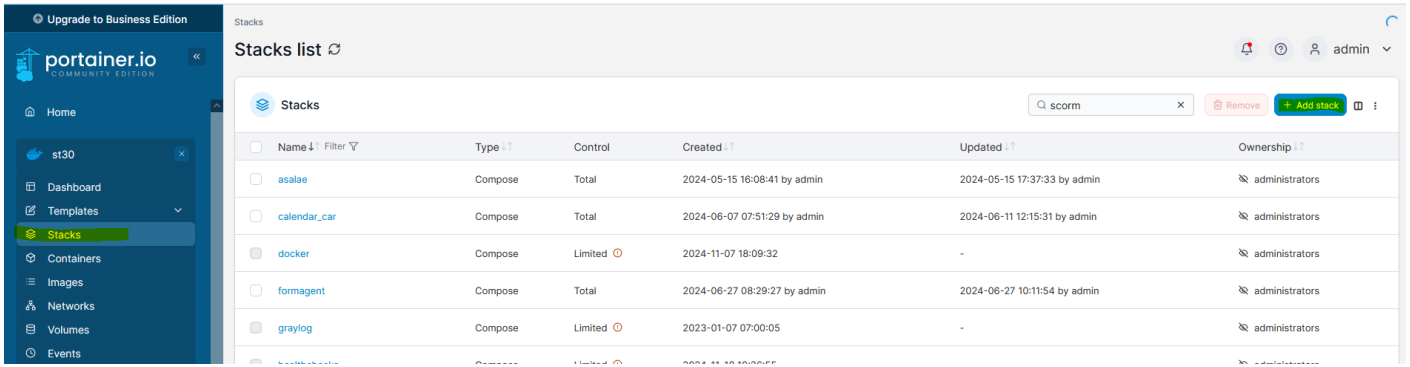 Upgrade to Business Edition
portainer.io
COMMUNITY EDITION
Home
st30
Dashboard
Templates
Stacks
Containers
Images
Networks
Volumes
Events
Stacks
Stacks list
admin
Stacks
scorm
Remove
+ Add stack
Name Filter Type Control Created Updated Ownership
asalae Compose Total 2024-05-15 16:08:41 by admin 2024-05-15 17:37:33 by admin administrators
calendar_car Compose Total 2024-06-07 07:51:29 by admin 2024-06-11 12:15:31 by admin administrators
docker Compose Limited 2024-11-07 18:09:32 - administrators
formagent Compose Total 2024-06-27 08:29:27 by admin 2024-06-27 10:11:54 by admin administrators
graylog Compose Limited 2023-01-07 07:00:05 - administrators